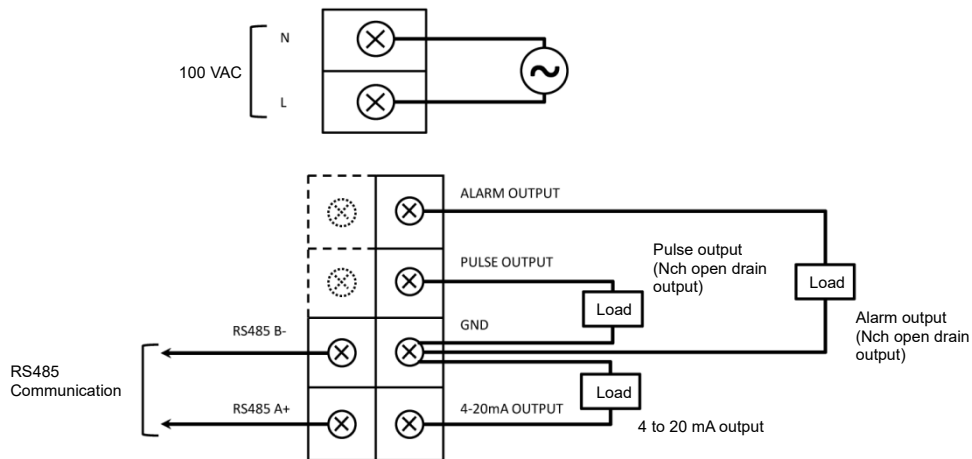 N
100 VAC
L
ALARM OUTPUT
Pulse output
(Nch open drain
output)
PULSE OUTPUT
Load
Load
Alarm output
(Nch open drain
output)
GND
RS485 B-
RS485
Communication
Load
RS485 A+
4-20mA OUTPUT
4 to 20 mA output